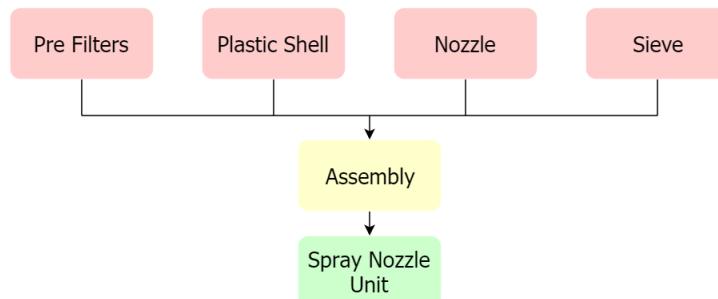 Pre Filters
Plastic Shell
Nozzle
Sieve
Assembly
Spray Nozzle
Unit